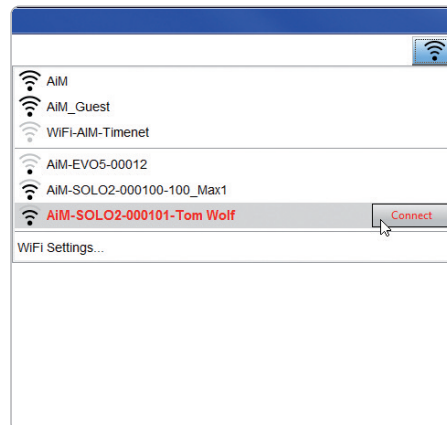 AiM
AiM_Guest
WiFi-AIM-Timenet
AiM-EVO5-00012
AiM-SOLO2-000100-100_Max1
AiM-SOLO2-000101-Tom Wolf Connect
WiFi Settings...